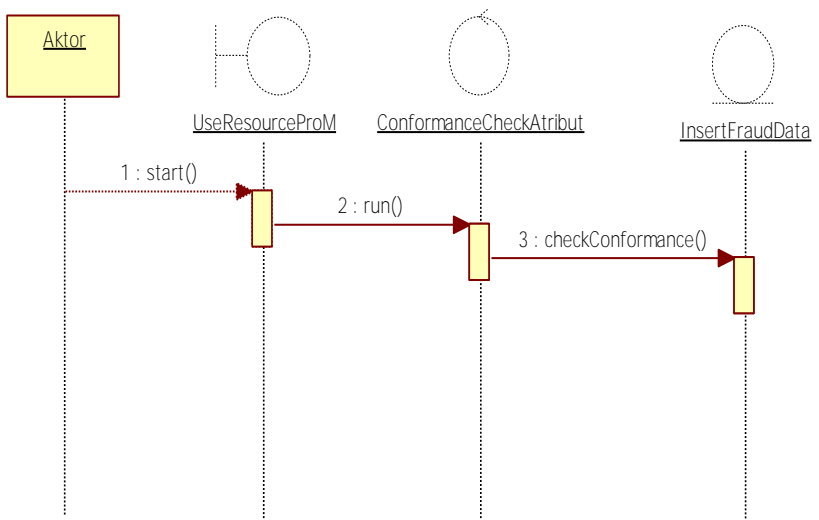 Aktor
UseResourceProM
ConformanceCheckAtribut
InsertFraudData
1 : start()
2 : run()
3 : checkConformance()